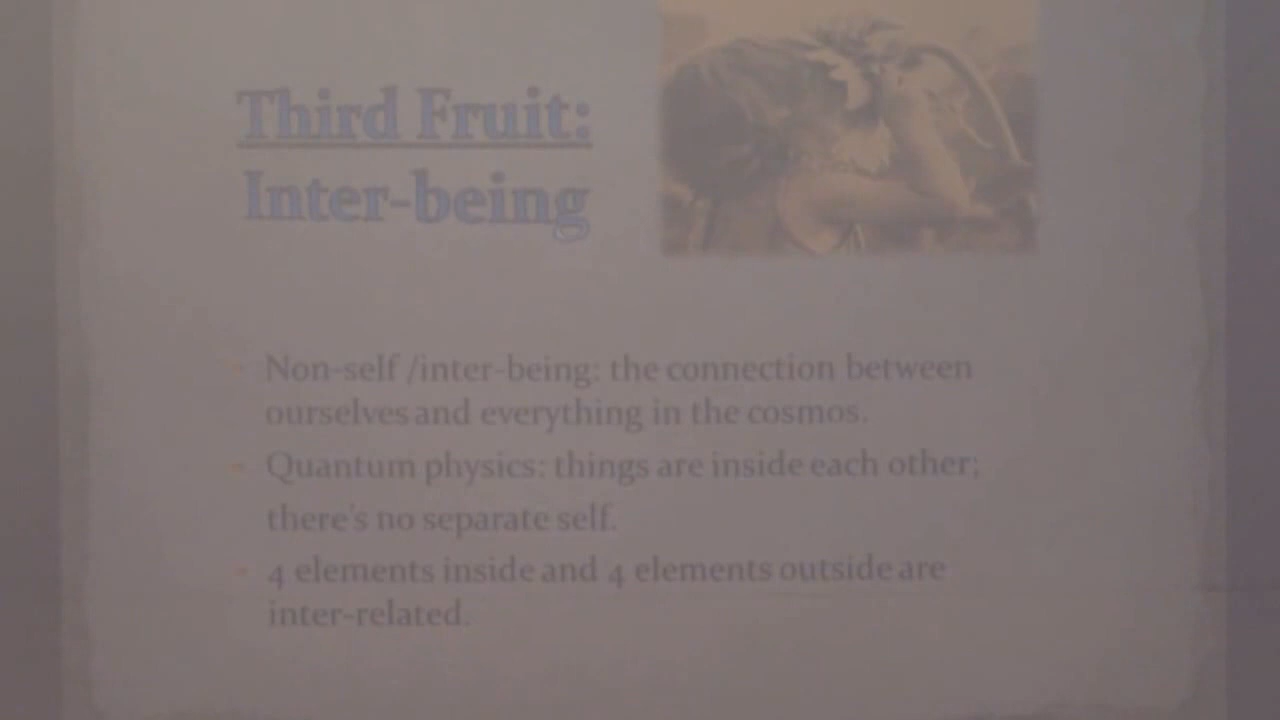 Third Fruit:
Inter-being
Non-self /inter-being: the connection between
ourselves and everything in the cosmos.
Quantum physics: things are inside each other;
there's no separate self.
4 elements inside and 4 elements outside are
inter-related.